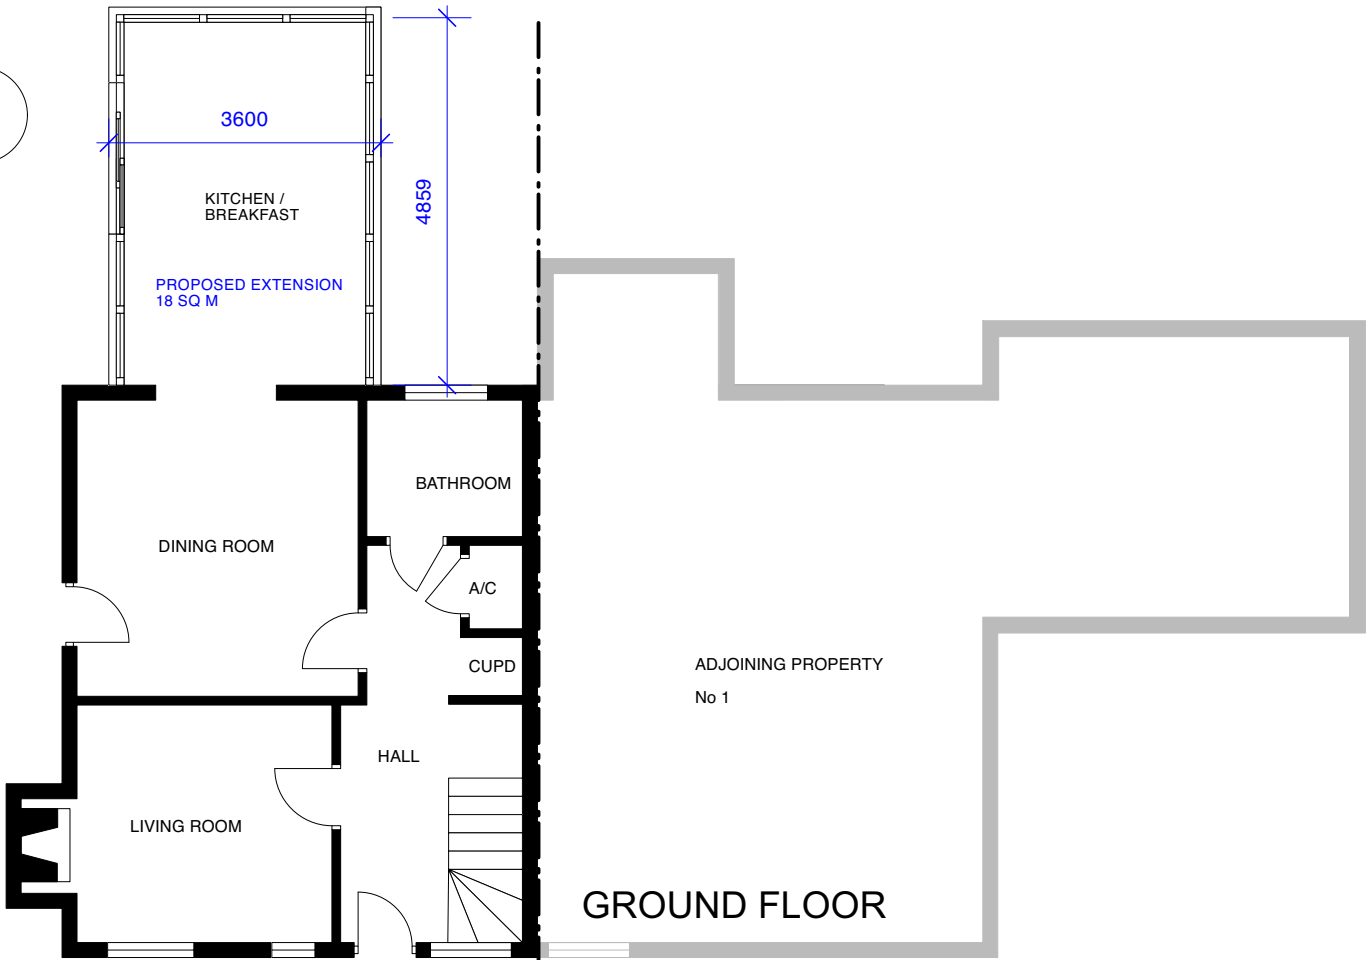 3600
4859
KITCHEN /
BREAKFAST
PROPOSED EXTENSION
18 SQ M
BATHROOM
DINING ROOM
A/C
CUPD
ADJOINING PROPERTY
No 1
HALL
LIVING ROOM
GROUND FLOOR